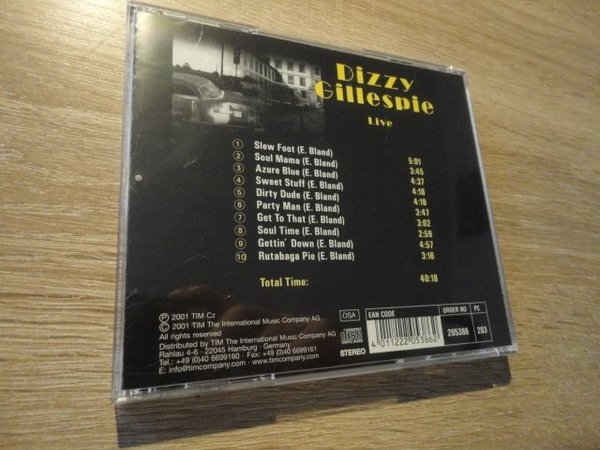 Dizzy
Gillespie
Live
1 Slew Foot (E. Bland) 5:01
2 Soul Mama (E. Bland) 3:45
3 Azure Blue (E. Bland) 4:37
4 Sweet Stuff (E. Bland) 4:18
5 Dirty Dude (E. Bland) 4:18
6 Party Man (E. Bland) 3:47
7 Get To That (E. Bland) 3:02
8 Soul Time (E. Bland) 2:59
9 Gettin' Down (E. Bland) 4:57
10 Rutabaga Pie (E. Bland) 3:16
Total Time: 40:18
℗ 2001 TIM Cz
© 2001 TIM The International Music Company AG.
All rights reserved
Distributed by TIM The International Music Company AG
Rahlau 4-6 · 22045 Hamburg · Germany
Tel.: +49 (0)40 6699160 · Fax: +49 (0)40 6699161
E: info@timcompany.com · www.timcompany.com
OSA
STEREO
EAN CODE
4 011222 053862
ORDER NO
205386
PC
203